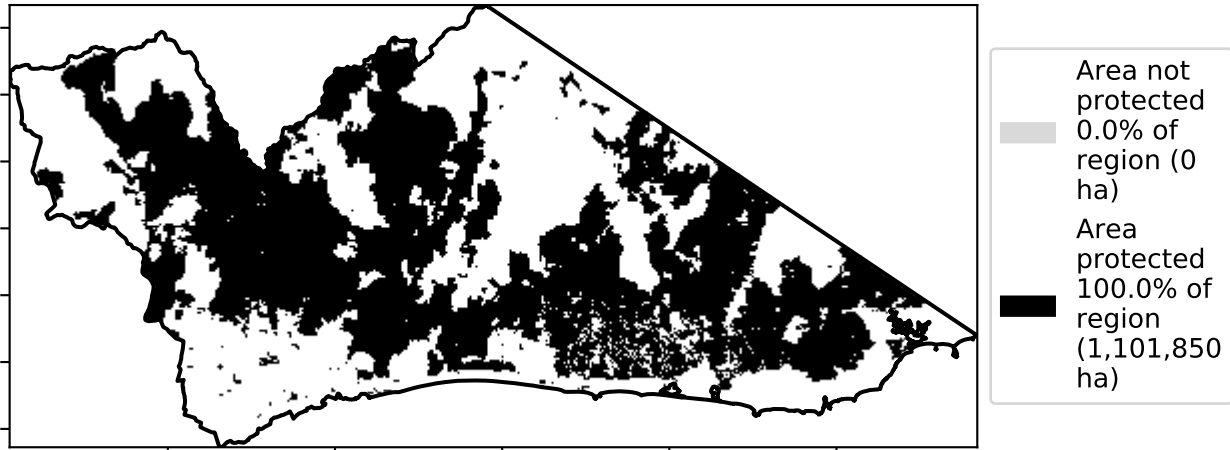 Area not
protected
0.0% of
region (0
ha)
Area
protected
100.0% of
region
(1,101,850
ha)